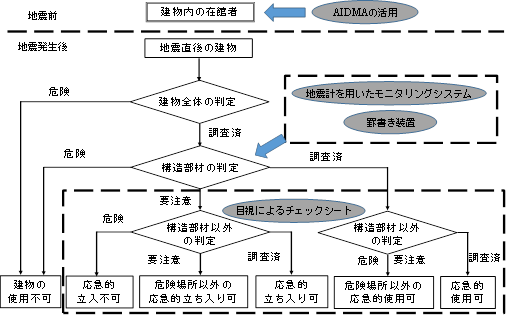 地震前
建物内の在館者
AIDMAの活用
地震発生後
地震直後の建物
危険
建物全体の判定
地震計を用いたモニタリングシステム
罫書き装置
調査済
危険
構造部材の判定
調査済
要注意
目視によるチェックシート
危険
構造部材以外
の判定
構造部材以外
の判定
要注意
調査済
危険
要注意
調査済
建物の
使用不可
応急的
立入不可
危険場所以外の
応急的立ち入り可
応急的
立ち入り可
危険場所以外の
応急的使用可
応急的
使用可